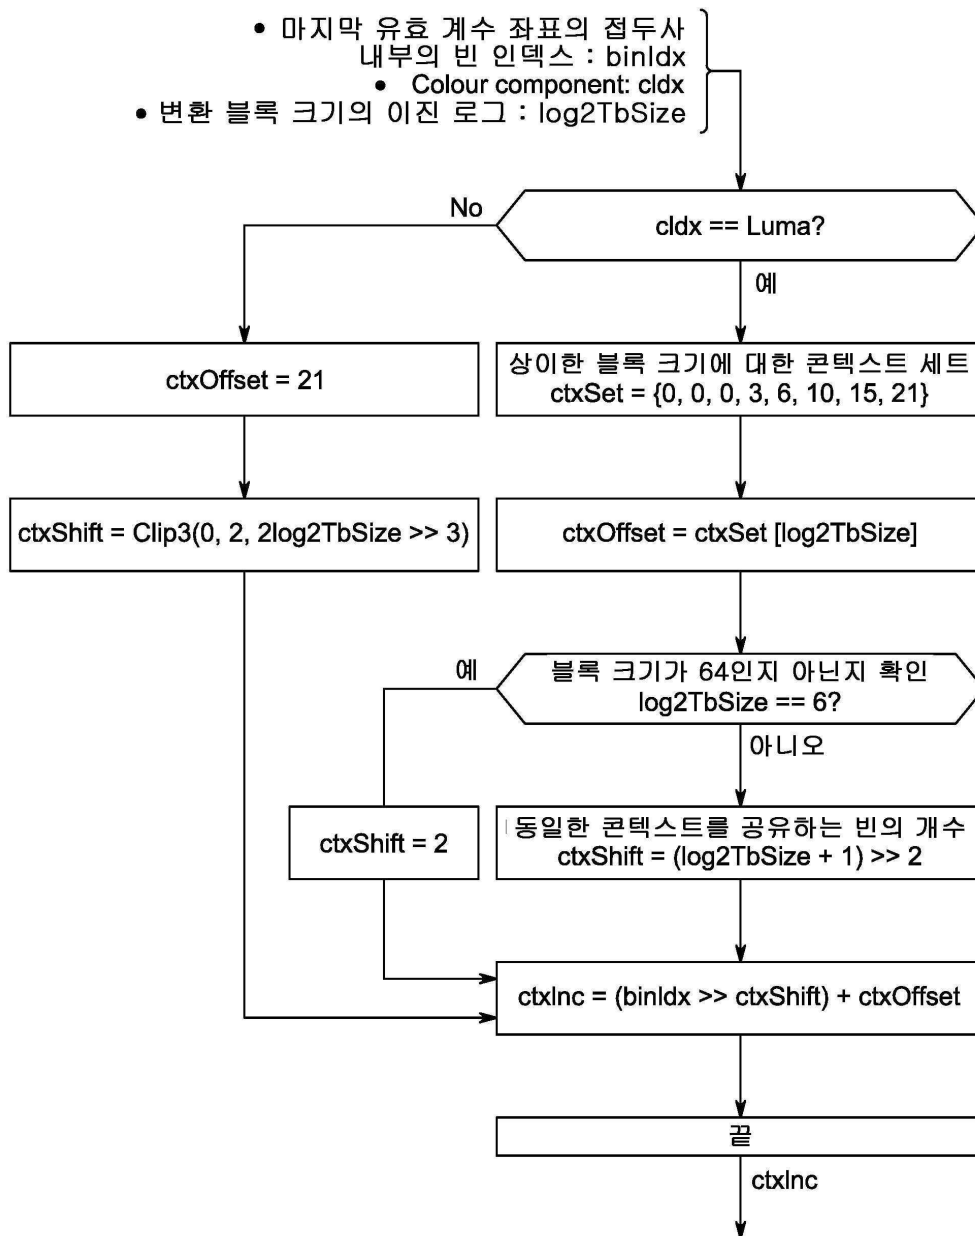 • 마지막 유효 계수 좌표의 접두사
내부의 빈 인덱스 : binIdx
• Colour component: cIdx
• 변환 블록 크기의 이진 로그 : log2TbSize
No
cIdx == Luma?
예
ctxOffset = 21
상이한 블록 크기에 대한 콘텍스트 세트
ctxSet = {0, 0, 0, 3, 6, 10, 15, 21}
ctxShift = Clip3(0, 2, 2log2TbSize >> 3)
ctxOffset = ctxSet [log2TbSize]
예
블록 크기가 64인지 아닌지 확인
log2TbSize == 6?
아니오
ctxShift = 2
동일한 콘텍스트를 공유하는 빈의 개수
ctxShift = (log2TbSize + 1) >> 2
ctxInc = (binIdx >> ctxShift) + ctxOffset
끝
ctxInc